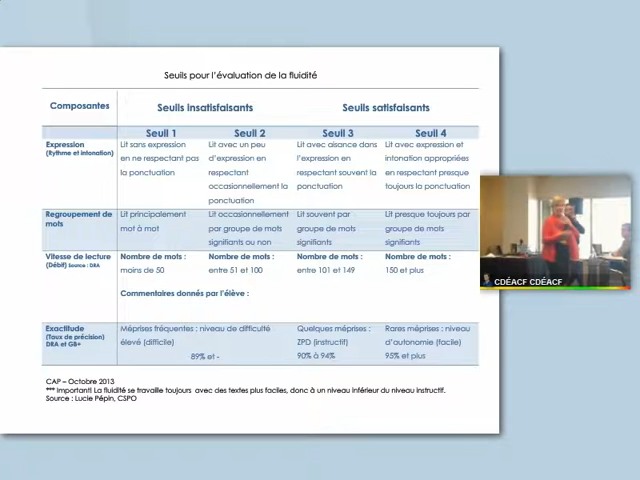 Seuils pour l'évaluation de la fluidité
Composantes
Seuils insatisfaisants
Seuils satisfaisants
Seuil 1
Seuil 2
Seuil 3
Seuil 4
Expression
(Rythme et intonation)
Lit sans expression
en ne respectant pas
la ponctuation
Lit avec un peu
d'expression en
respectant
occasionnellement la
ponctuation
Lit avec aisance dans
l'expression en
respectant souvent la
ponctuation
Lit avec expression et
intonation appropriées
en respectant presque
toujours la ponctuation
Regroupement de
mots
Lit principalement
mot à mot
Lit occasionnellement
par groupe de mots
signifiants ou non
Lit souvent par
groupe de mots
signifiants
Lit presque toujours par
groupe de mots
signifiants
Vitesse de lecture
(Débit) Source : DRA
Nombre de mots :
moins de 50
Nombre de mots :
entre 51 et 100
Nombre de mots :
entre 101 et 149
Nombre de mots :
150 et plus
Commentaires donnés par l'élève :
Exactitude
(Taux de précision)
DRA et GB+
Méprises fréquentes : niveau de difficulté
élevé (difficile)
89% et -
Quelques méprises :
ZPD (instructif)
90% à 94%
Rares méprises : niveau
d'autonomie (facile)
95% et plus
CAP – Octobre 2013
*** Important! La fluidité se travaille toujours avec des textes plus faciles, donc à un niveau inférieur du niveau instructif.
Source : Lucie Pépin, CSPO
CDÉACF CDÉACF